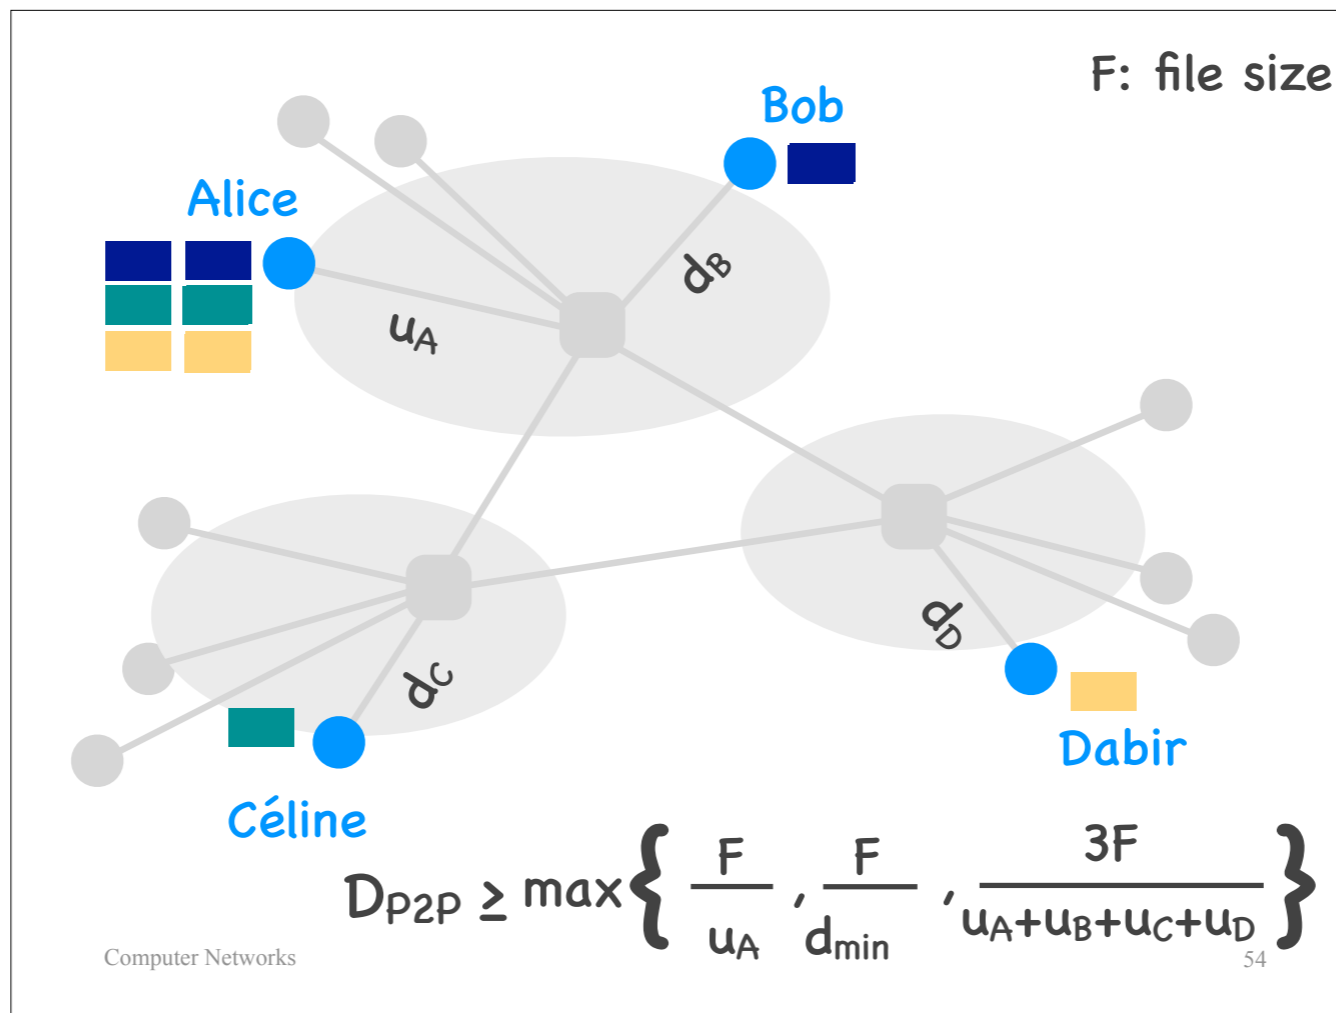 F: file size
Bob
Alice
dB
uA
dC
dD
Dabir
Céline
DP2P ≥ max{ F/uA , F/dmin , 3F/uA+uB+uC+uD }
Computer Networks
54